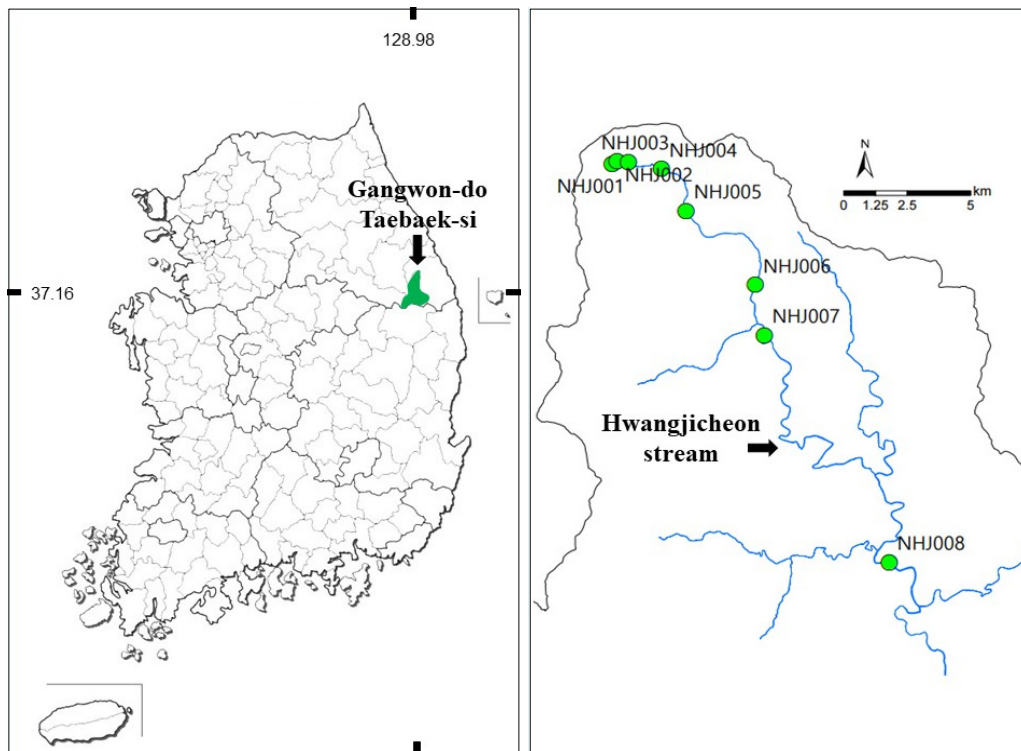 128.98
Gangwon-do
Taebaek-si
37.16
NHJ003
NHJ004
N
NHJ001
NHJ002
NHJ005
km
0 1.25 2.5 5
NHJ006
NHJ007
Hwangjicheon
stream
NHJ008